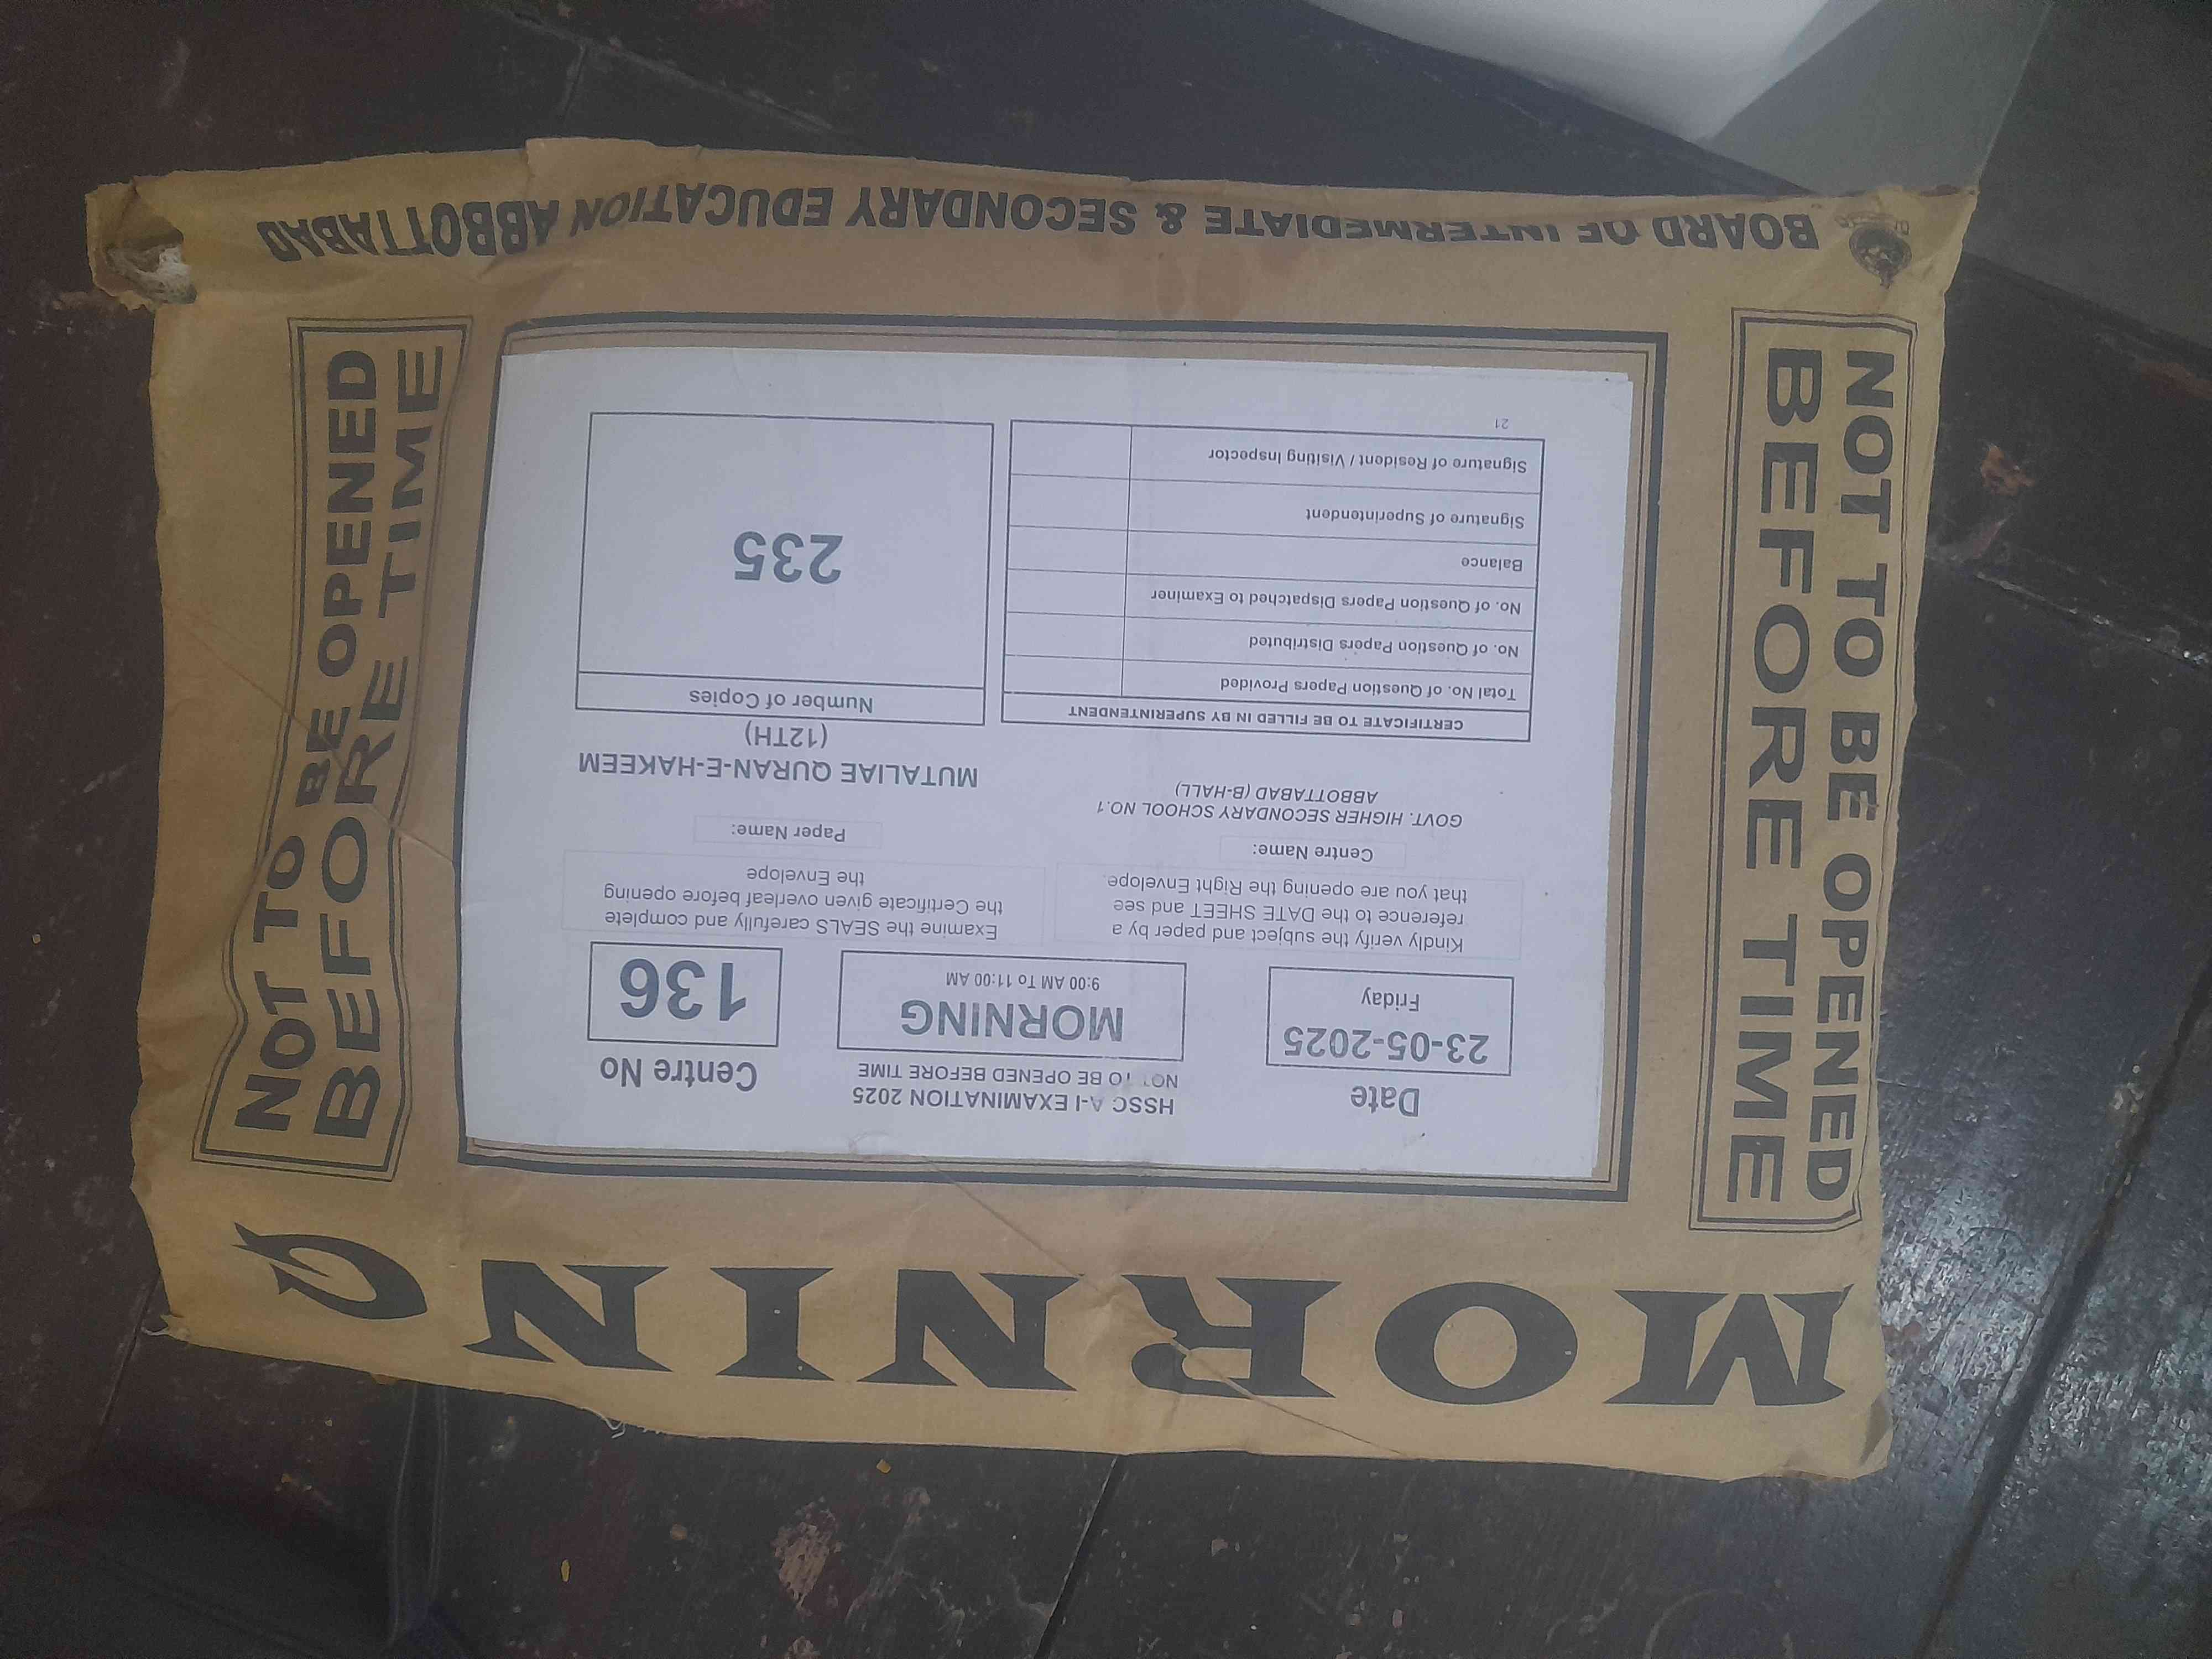 MORNING
NOT TO BE OPENED
BEFORE TIME
Date
23-05-2025
Friday
HSSC A-I EXAMINATION 2025
NOT TO BE OPENED BEFORE TIME
MORNING
9:00 AM To 11:00 AM
Centre No
136
Kindly verify the subject and paper by a
reference to the DATE SHEET and see
that you are opening the Right Envelope.
Examine the SEALS carefully and complete
the Certificate given overleaf before opening
the Envelope
Centre Name:
GOVT. HIGHER SECONDARY SCHOOL NO.1
ABBOTTABAD (B-HALL)
Paper Name:
MUTALIAE QURAN-E-HAKEEM
(12TH)
CERTIFICATE TO BE FILLED IN BY SUPERINTENDENT
Total No. of Question Papers Provided
No. of Question Papers Distributed
No. of Question Papers Dispatched to Examiner
Balance
Signature of Superintendent
Signature of Resident / Visiting Inspector
21
Number of Copies
235
NOT TO BE OPENED
BEFORE TIME
BOARD OF INTERMEDIATE & SECONDARY EDUCATION ABBOTTABAD